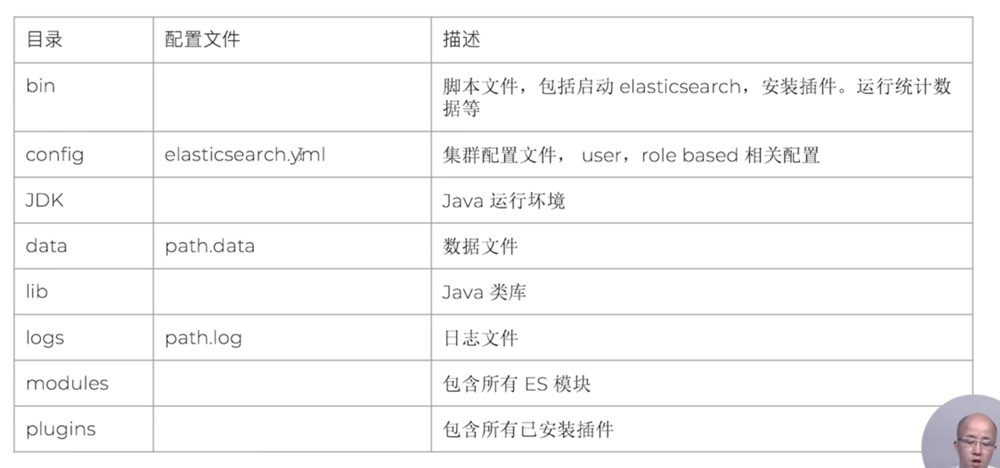 目录 配置文件 描述
bin 脚本文件，包括启动 elasticsearch，安装插件。运行统计数
据等
config elasticsearch.yml 集群配置文件， user，role based 相关配置
JDK Java 运行坏境
data path.data 数据文件
lib Java 类库
logs path.log 日志文件
modules 包含所有 ES 模块
plugins 包含所有已安装插件